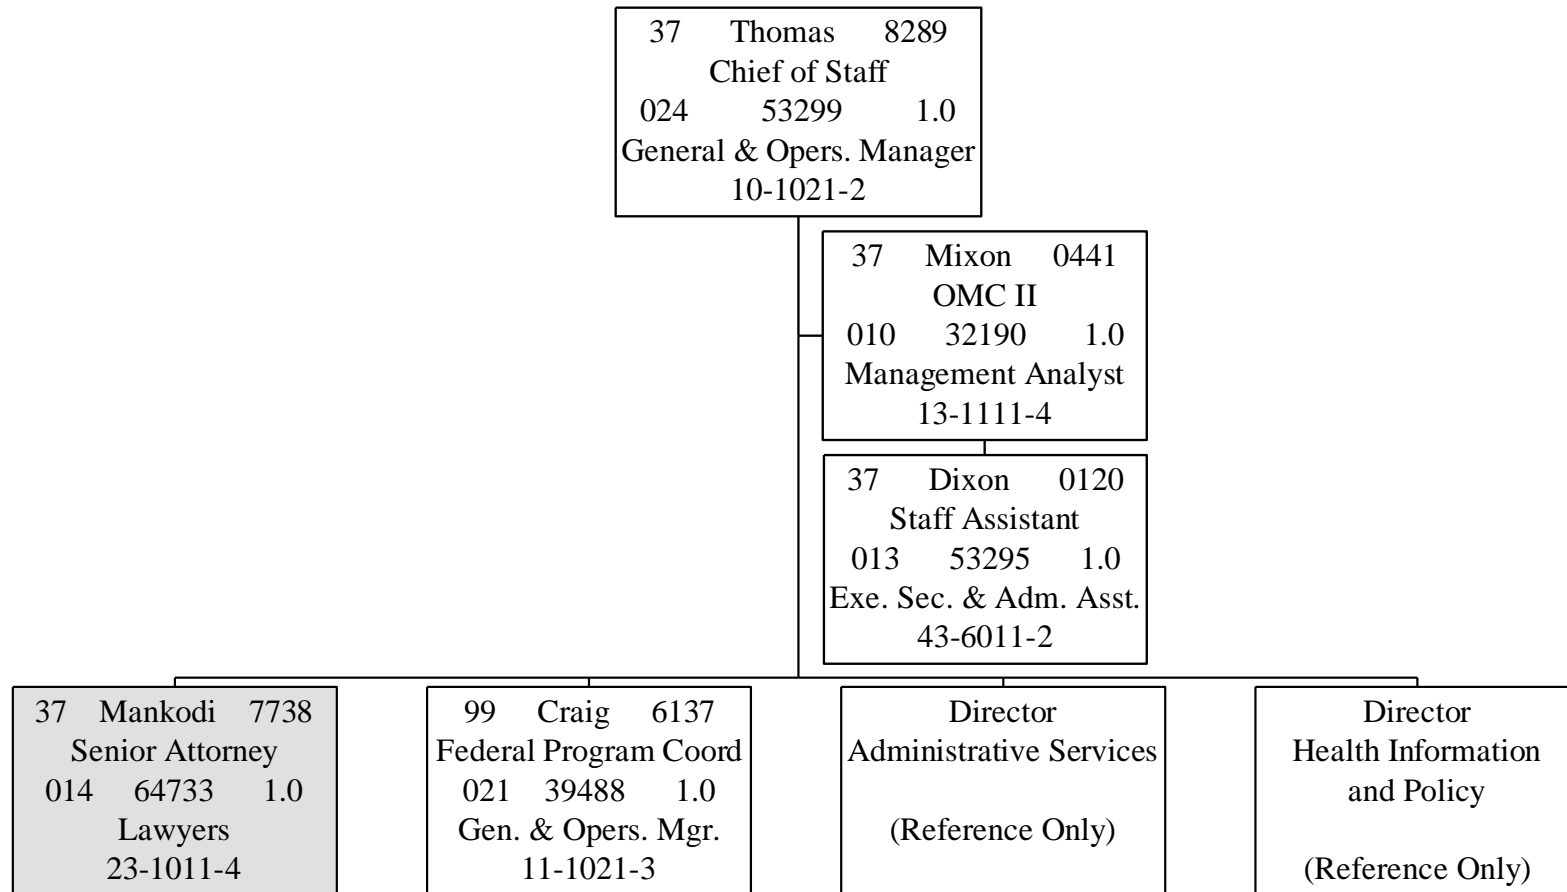 37 Thomas 8289
Chief of Staff
024 53299 1.0
General & Opers. Manager
10-1021-2
37 Mixon 0441
OMC II
010 32190 1.0
Management Analyst
13-1111-4
37 Dixon 0120
Staff Assistant
013 53295 1.0
Exe. Sec. & Adm. Asst.
43-6011-2
37 Mankodi 7738
Senior Attorney
014 64733 1.0
Lawyers
23-1011-4
99 Craig 6137
Federal Program Coord
021 39488 1.0
Gen. & Opers. Mgr.
11-1021-3
Director
Administrative Services
(Reference Only)
Director
Health Information
and Policy
(Reference Only)